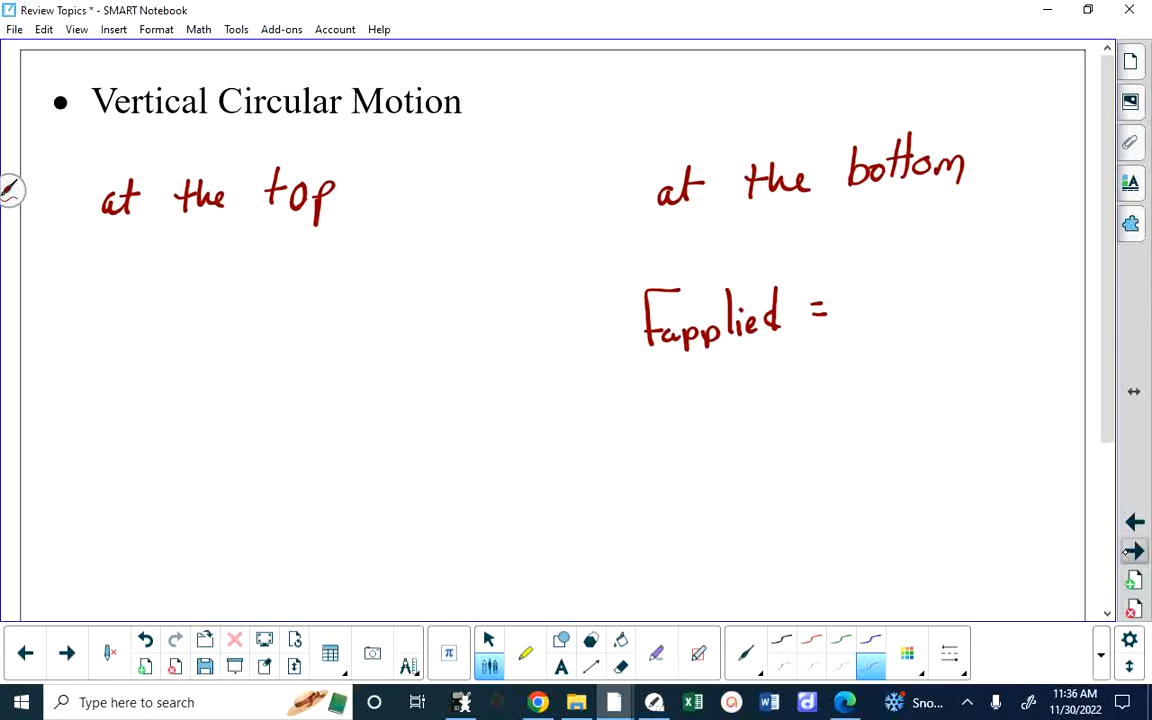 Review Topics * - SMART Notebook
File Edit View Insert Format Math Tools Add-ons Account Help
• Vertical Circular Motion
at the top
at the bottom
Fapplied =
π
A
Type here to search
Sno...
11:36 AM
11/30/2022